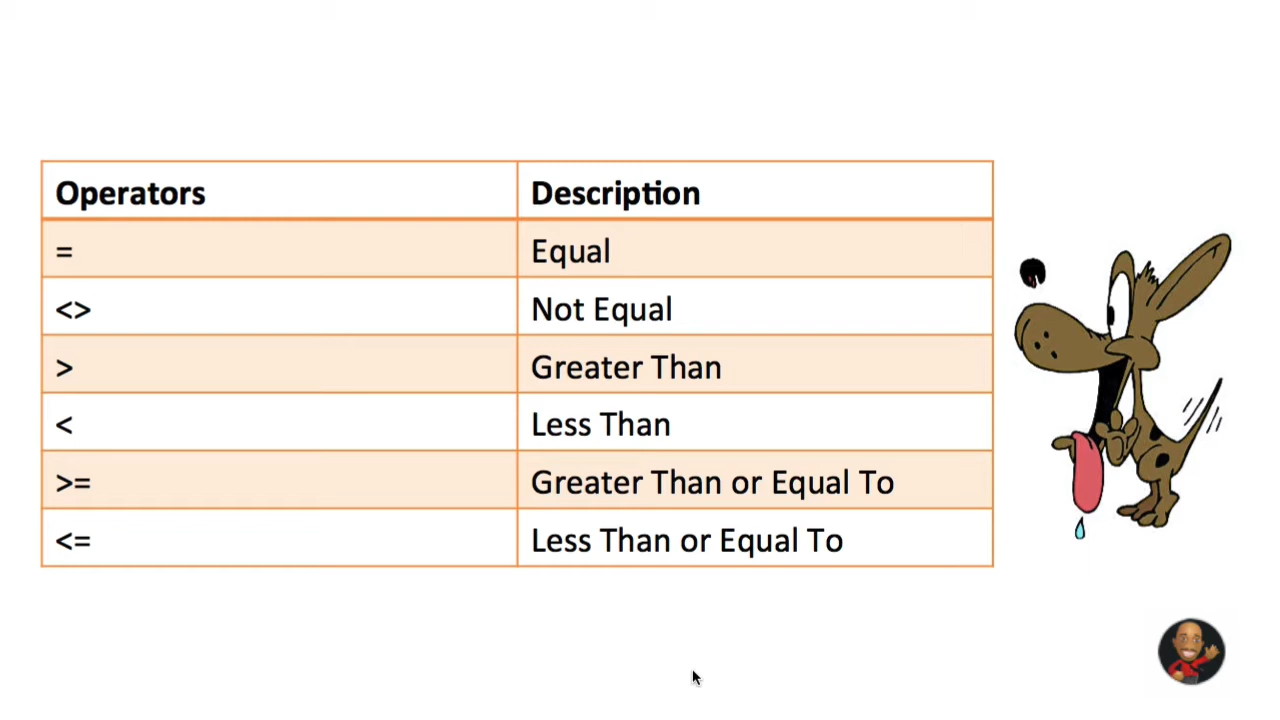 Operators Description
= Equal
<> Not Equal
> Greater Than
< Less Than
>= Greater Than or Equal To
<= Less Than or Equal To